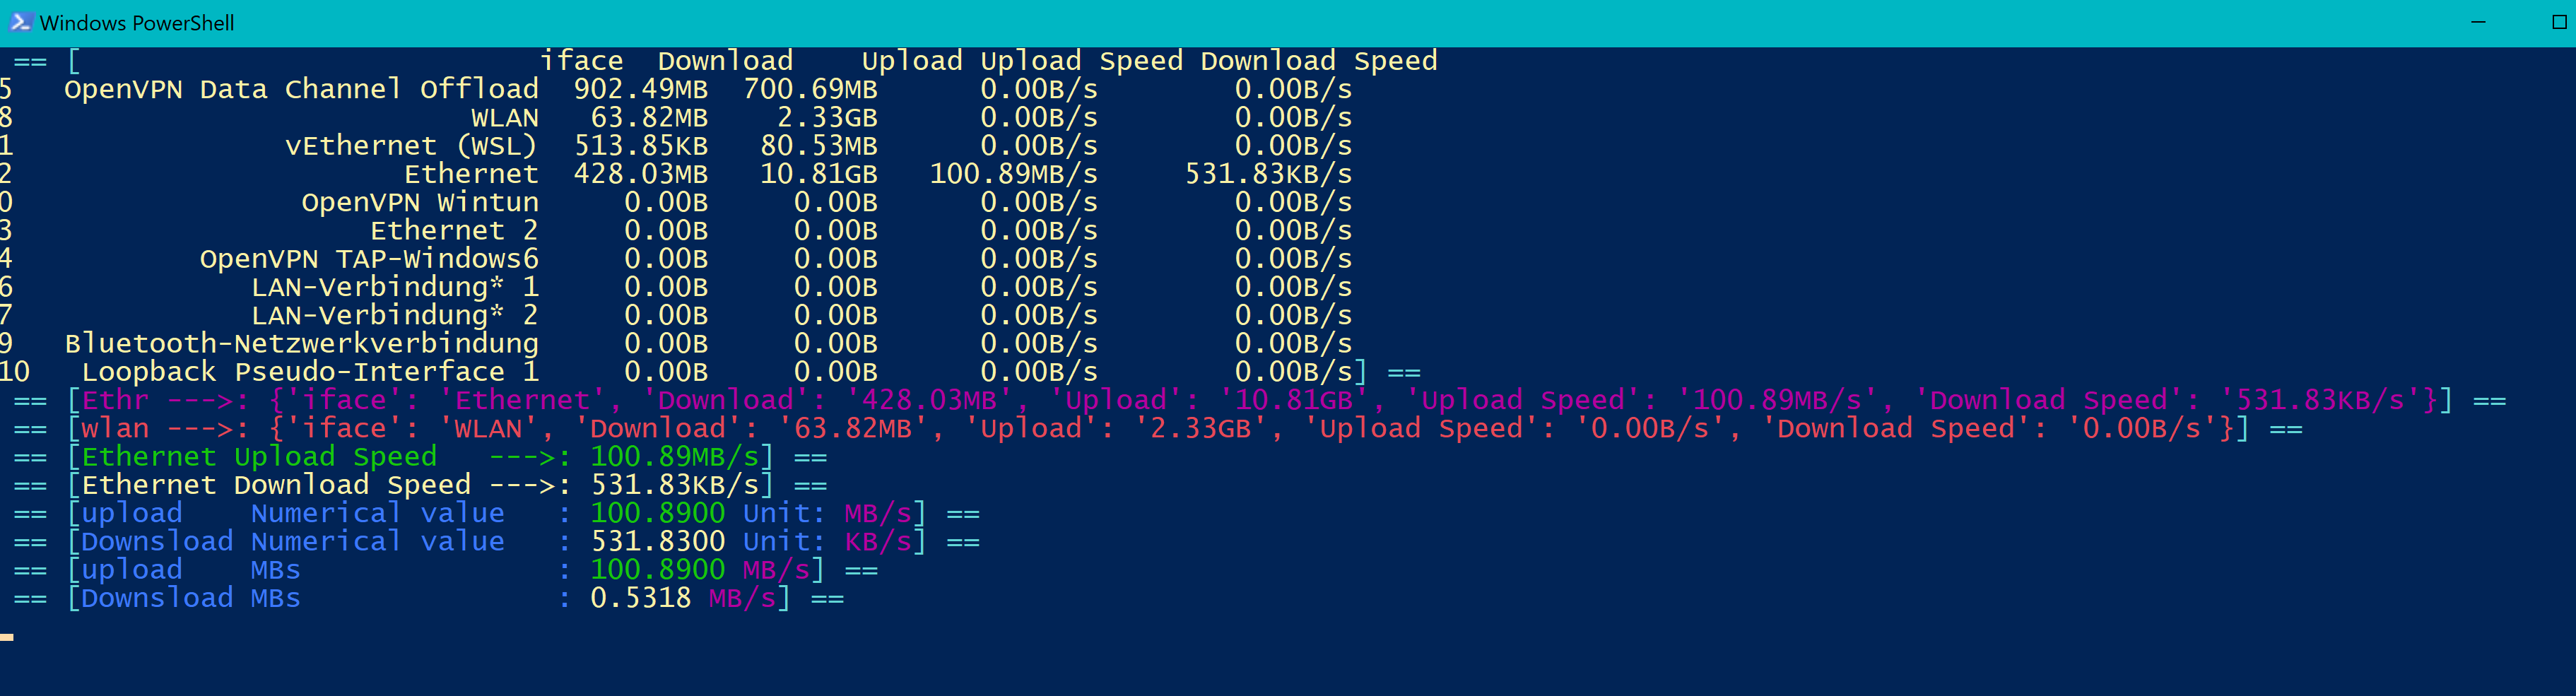 Windows PowerShell
== [ iface Download Upload Upload Speed Download Speed
5 OpenVPN Data Channel Offload 902.49MB 700.69MB 0.00B/s 0.00B/s
8 WLAN 63.82MB 2.33GB 0.00B/s 0.00B/s
1 vEthernet (WSL) 513.85KB 80.53MB 0.00B/s 0.00B/s
2 Ethernet 428.03MB 10.81GB 100.89MB/s 531.83KB/s
0 OpenVPN Wintun 0.00B 0.00B 0.00B/s 0.00B/s
3 Ethernet 2 0.00B 0.00B 0.00B/s 0.00B/s
4 OpenVPN TAP-Windows6 0.00B 0.00B 0.00B/s 0.00B/s
6 LAN-Verbindung* 1 0.00B 0.00B 0.00B/s 0.00B/s
7 LAN-Verbindung* 2 0.00B 0.00B 0.00B/s 0.00B/s
9 Bluetooth-Netzwerkverbindung 0.00B 0.00B 0.00B/s 0.00B/s
10 Loopback Pseudo-Interface 1 0.00B 0.00B 0.00B/s 0.00B/s] ==
== [Ethr --->: {'iface': 'Ethernet', 'Download': '428.03MB', 'Upload': '10.81GB', 'Upload Speed': '100.89MB/s', 'Download Speed': '531.83KB/s'}] ==
== [wlan --->: {'iface': 'WLAN', 'Download': '63.82MB', 'Upload': '2.33GB', 'Upload Speed': '0.00B/s', 'Download Speed': '0.00B/s'}] ==
== [Ethernet Upload Speed --->: 100.89MB/s] ==
== [Ethernet Download Speed --->: 531.83KB/s] ==
== [upload Numerical value : 100.8900 Unit: MB/s] ==
== [Downsload Numerical value : 531.8300 Unit: KB/s] ==
== [upload MBs : 100.8900 MB/s] ==
== [Downsload MBs : 0.5318 MB/s] ==